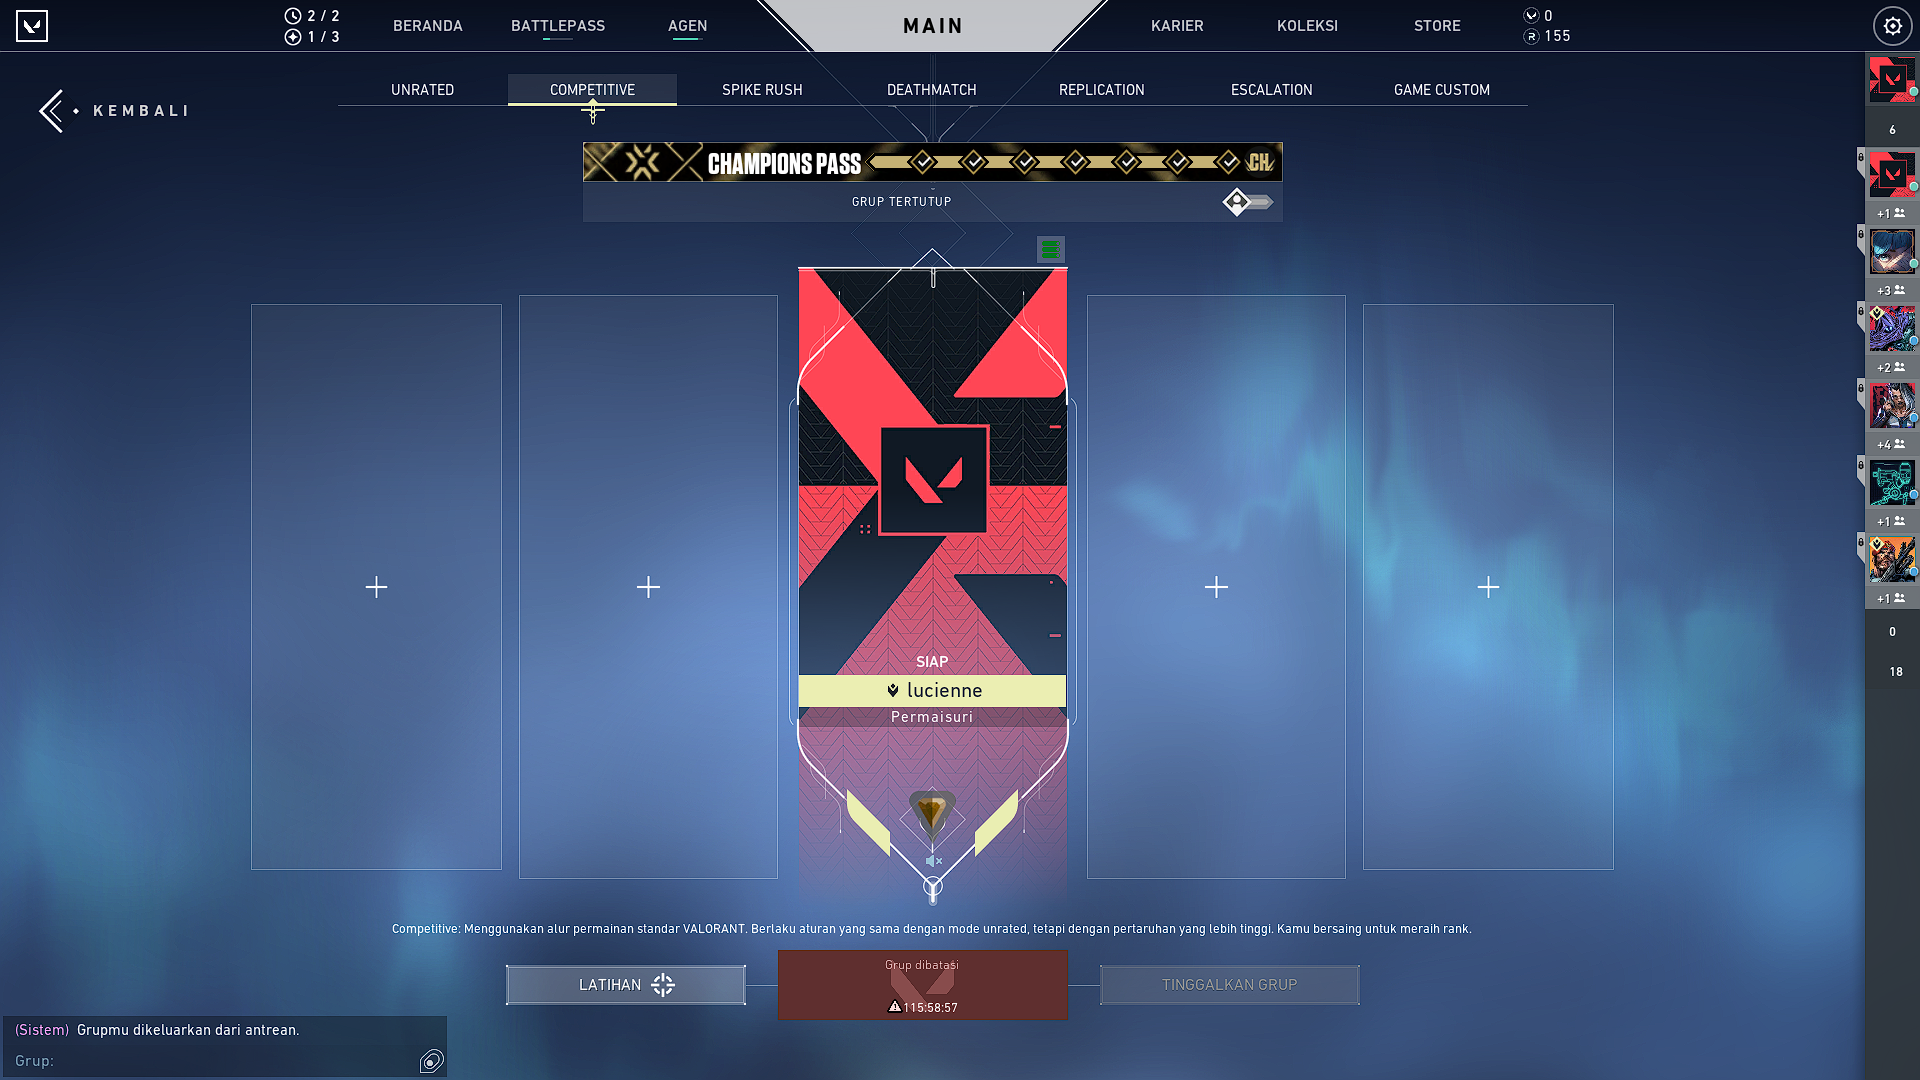 2 / 2
1 / 3
BERANDA
BATTLEPASS
AGEN
MAIN
KARIER
KOLEKSI
STORE
0
155
KEMBALI
UNRATED
COMPETITIVE
SPIKE RUSH
DEATHMATCH
REPLICATION
ESCALATION
GAME CUSTOM
CHAMPIONS PASS
CH
GRUP TERTUTUP
6
+1
+3
+2
+4
+1
+1
0
18
SIAP
lucienne
Permaisuri
Competitive: Menggunakan alur permainan standar VALORANT. Berlaku aturan yang sama dengan mode unrated, tetapi dengan pertaruhan yang lebih tinggi. Kamu bersaing untuk meraih rank.
LATIHAN
Grup dibatasi
115:58:57
TINGGALKAN GRUP
(Sistem) Grupmu dikeluarkan dari antrean.
Grup: